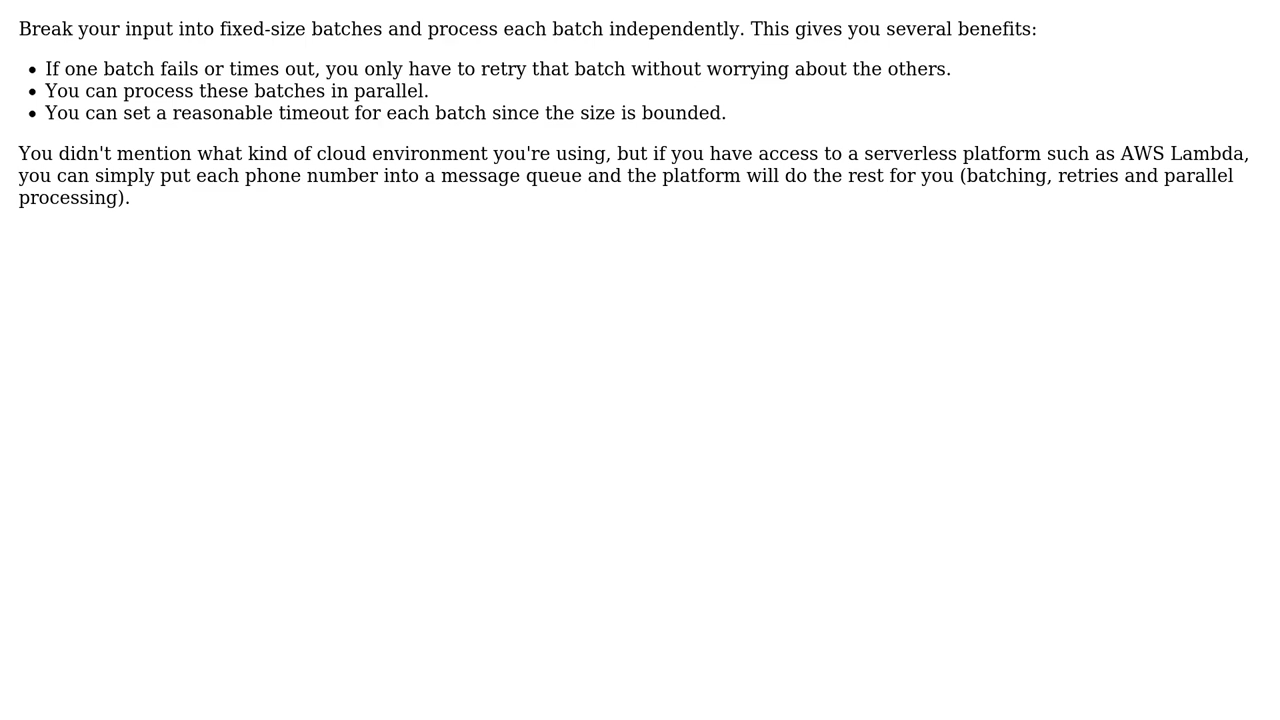 Break your input into fixed-size batches and process each batch independently. This gives you several benefits:
• If one batch fails or times out, you only have to retry that batch without worrying about the others.
• You can process these batches in parallel.
• You can set a reasonable timeout for each batch since the size is bounded.
You didn't mention what kind of cloud environment you're using, but if you have access to a serverless platform such as AWS Lambda,
you can simply put each phone number into a message queue and the platform will do the rest for you (batching, retries and parallel
processing).